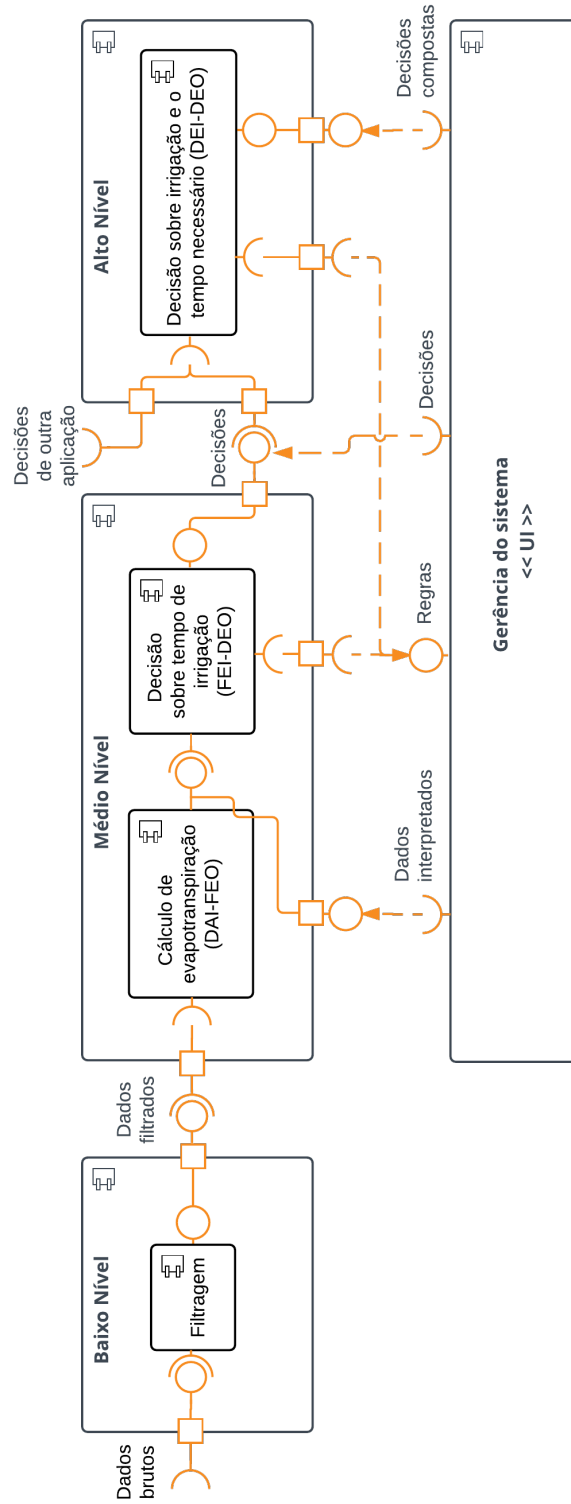 Dados
brutos
Baixo Nível
Filtragem
Dados
filtrados
Médio Nível
Cálculo de
evapotranspiração
(DAI-FEO)
Decisão
sobre tempo de
irrigação
(FEI-DEO)
Decisões
Decisões
de outra
aplicação
Alto Nível
Decisão sobre irrigação e o
tempo necessário (DEI-DEO)
Dados
interpretados
Regras
Decisões
Decisões
compostas
Gerência do sistema
<< UI >>